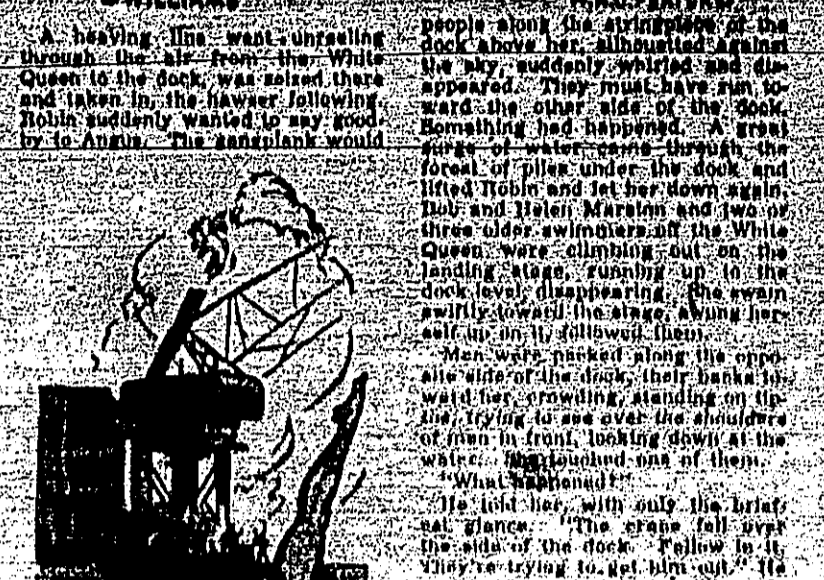 WILLIAMS
A heaving line went unreeling
through the air from the White
Queen to the dock, was seized there
and taken in, the hawser following.
Robin suddenly wanted to say good-
by to Angus. The gangplank would
people along the stringpiece of the
dock above her, silhouetted against
the sky, suddenly whirled and dis-
appeared. They must have run to-
ward the other side of the dock.
Something had happened. A great
surge of water came through the
forest of piles under the dock and
lifted Robin and let her down again.
Bob and Helen and two or
three older swimmers off the White
Queen were climbing out on the
landing stage, running up to the
dock level, disappearing. She swam
swiftly toward the stage, swung her-
self up on it, followed them.
Men were packed along the oppo-
site side of the dock, their backs to-
ward her, crowding, standing on tip-
toe, trying to see over the shoulders
of men in front, looking down at the
water. She touched one of them.
"What happened?"
He told her, with only the brief-
est glance. "The crane fell over
the side of the dock. Fellow in it.
They're trying to get him out." He